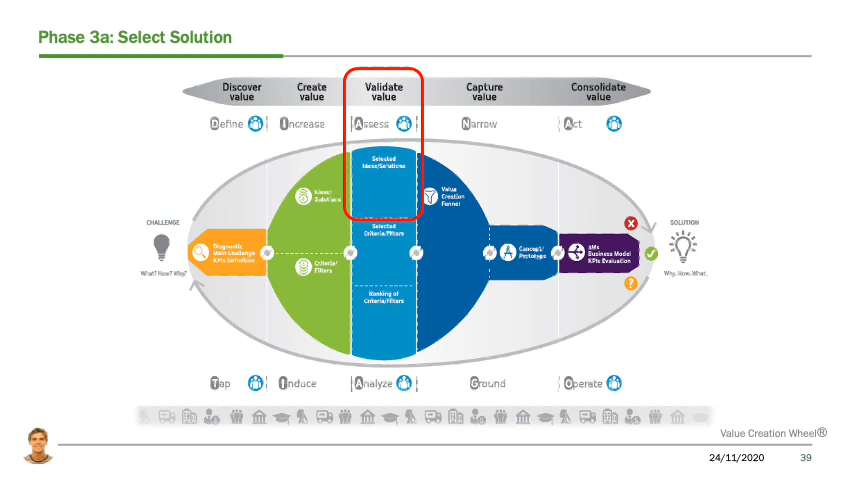 Phase 3a: Select Solution
Discover
value
Create
value
Validate
value
Capture
value
Consolidate
value
Define
Increase
Assess
Narrow
Act
Selected
Ideas/Solutions
Ideas/
Solutions
Value
Creation
Funnel
CHALLENGE
SOLUTION
Selected
Criteria/Filters
Diagnostic
Main Challenge
KPIs Definition
Concept/
Prototype
3Ms
Business Model
KPIs Evaluation
Criteria/
Filters
What? How? Why?
Why. How. What.
Ranking of
Criteria/Filters
Tap
Induce
Analyze
Ground
Operate
Value Creation Wheel®
24/11/2020
39